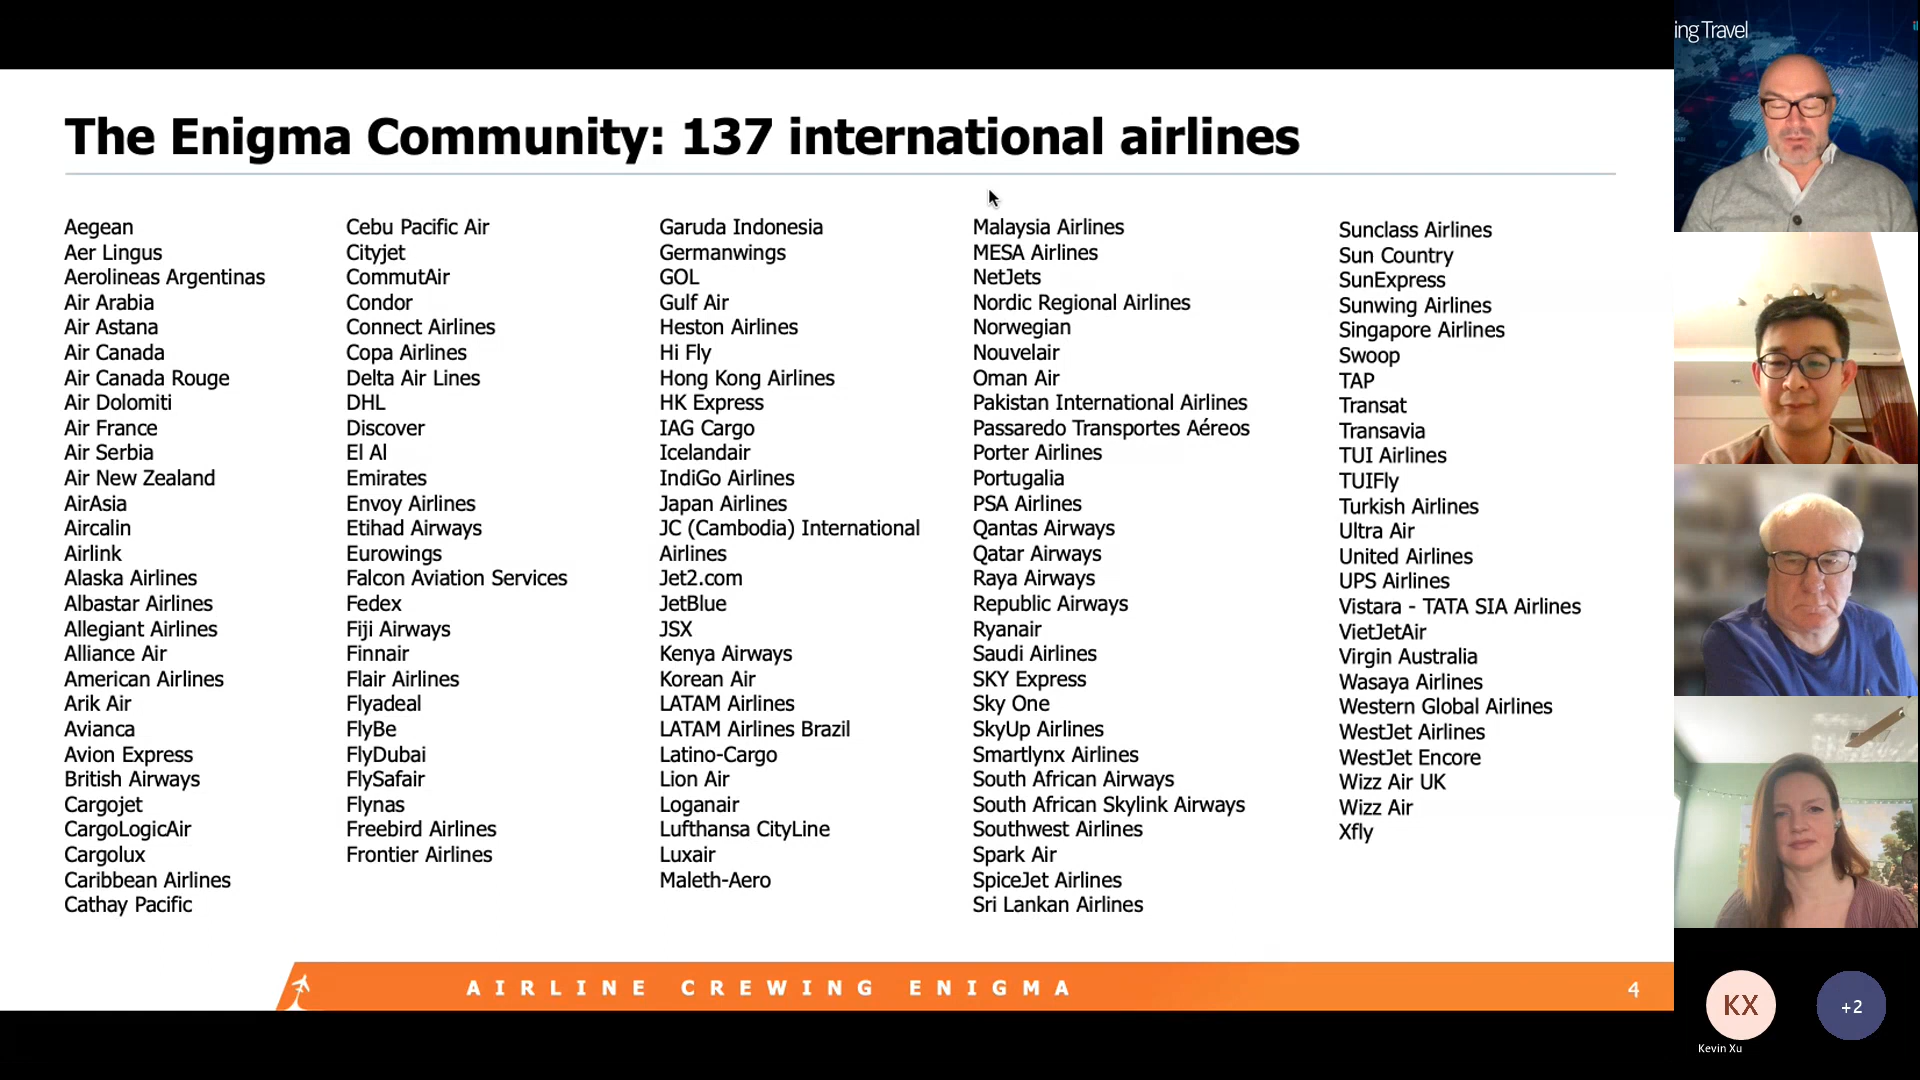 The Enigma Community: 137 international airlines
Aegean
Aer Lingus
Aerolineas Argentinas
Air Arabia
Air Astana
Air Canada
Air Canada Rouge
Air Dolomiti
Air France
Air Serbia
Air New Zealand
AirAsia
Aircalin
Airlink
Alaska Airlines
Albastar Airlines
Allegiant Airlines
Alliance Air
American Airlines
Arik Air
Avianca
Avion Express
British Airways
Cargojet
CargoLogicAir
Cargolux
Caribbean Airlines
Cathay Pacific
Cebu Pacific Air
Cityjet
CommutAir
Condor
Connect Airlines
Copa Airlines
Delta Air Lines
DHL
Discover
El Al
Emirates
Envoy Airlines
Etihad Airways
Eurowings
Falcon Aviation Services
Fedex
Fiji Airways
Finnair
Flair Airlines
Flyadeal
FlyBe
FlyDubai
FlySafair
Flynas
Freebird Airlines
Frontier Airlines
Garuda Indonesia
Germanwings
GOL
Gulf Air
Heston Airlines
Hi Fly
Hong Kong Airlines
HK Express
IAG Cargo
Icelandair
IndiGo Airlines
Japan Airlines
JC (Cambodia) International
Airlines
Jet2.com
JetBlue
JSX
Kenya Airways
Korean Air
LATAM Airlines
LATAM Airlines Brazil
Latino-Cargo
Lion Air
Loganair
Lufthansa CityLine
Luxair
Maleth-Aero
Malaysia Airlines
MESA Airlines
NetJets
Nordic Regional Airlines
Norwegian
Nouvelair
Oman Air
Pakistan International Airlines
Passaredo Transportes Aéreos
Porter Airlines
Portugalia
PSA Airlines
Qantas Airways
Qatar Airways
Raya Airways
Republic Airways
Ryanair
Saudi Airlines
SKY Express
Sky One
SkyUp Airlines
Smartlynx Airlines
South African Airways
South African Skylink Airways
Southwest Airlines
Spark Air
SpiceJet Airlines
Sri Lankan Airlines
Sunclass Airlines
Sun Country
SunExpress
Sunwing Airlines
Singapore Airlines
Swoop
TAP
Transat
Transavia
TUI Airlines
TUIFly
Turkish Airlines
Ultra Air
United Airlines
UPS Airlines
Vistara - TATA SIA Airlines
VietJetAir
Virgin Australia
Wasaya Airlines
Western Global Airlines
WestJet Airlines
WestJet Encore
Wizz Air UK
Wizz Air
Xfly
AIRLINE CREWING ENIGMA
4
ing Travel
KX
Kevin Xu
+2